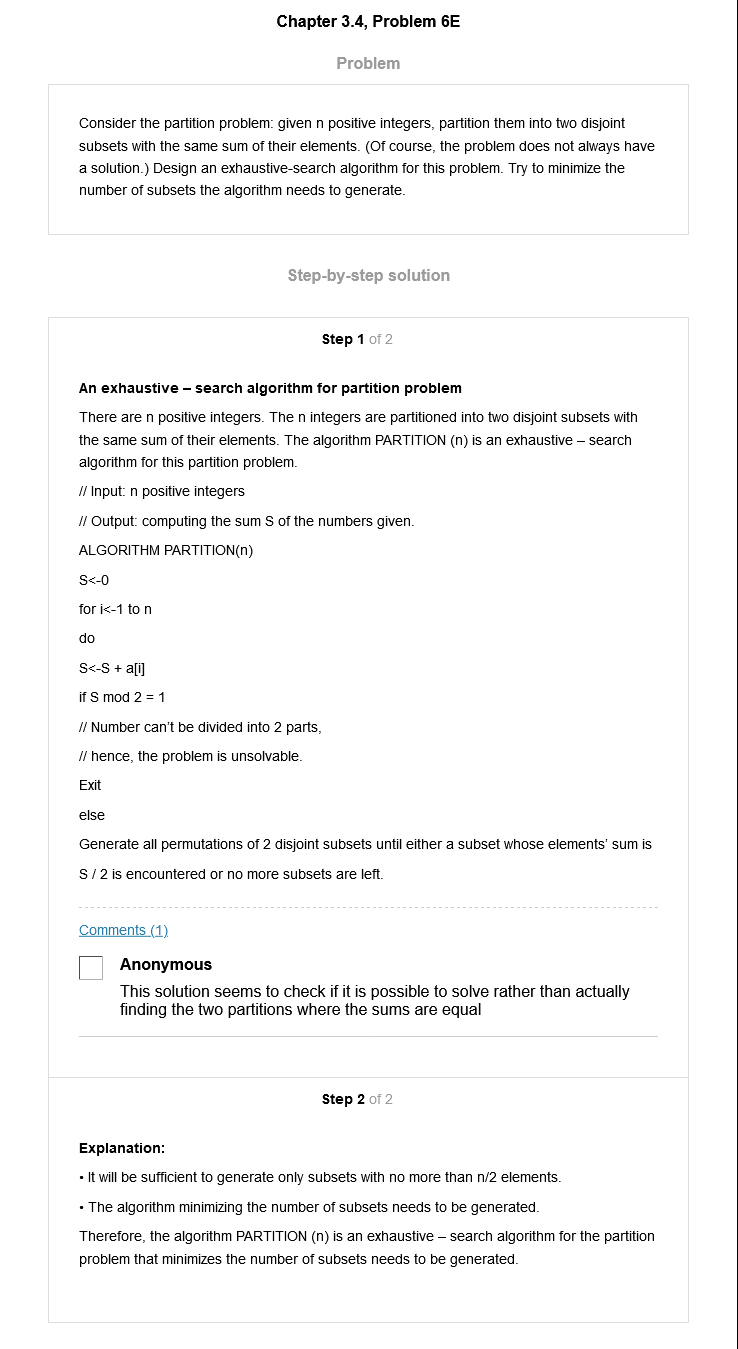 Chapter 3.4, Problem 6E
Problem
Consider the partition problem: given n positive integers, partition them into two disjoint
subsets with the same sum of their elements. (Of course, the problem does not always have
a solution.) Design an exhaustive-search algorithm for this problem. Try to minimize the
number of subsets the algorithm needs to generate.
Step-by-step solution
Step 1 of 2
An exhaustive – search algorithm for partition problem
There are n positive integers. The n integers are partitioned into two disjoint subsets with
the same sum of their elements. The algorithm PARTITION (n) is an exhaustive – search
algorithm for this partition problem.
// Input: n positive integers
// Output: computing the sum S of the numbers given.
ALGORITHM PARTITION(n)
S<-0
for i<-1 to n
do
S<-S + a[i]
if S mod 2 = 1
// Number can’t be divided into 2 parts,
// hence, the problem is unsolvable.
Exit
else
Generate all permutations of 2 disjoint subsets until either a subset whose elements’ sum is
S / 2 is encountered or no more subsets are left.
Comments (1)
Anonymous
This solution seems to check if it is possible to solve rather than actually
finding the two partitions where the sums are equal
Step 2 of 2
Explanation:
• It will be sufficient to generate only subsets with no more than n/2 elements.
• The algorithm minimizing the number of subsets needs to be generated.
Therefore, the algorithm PARTITION (n) is an exhaustive – search algorithm for the partition
problem that minimizes the number of subsets needs to be generated.